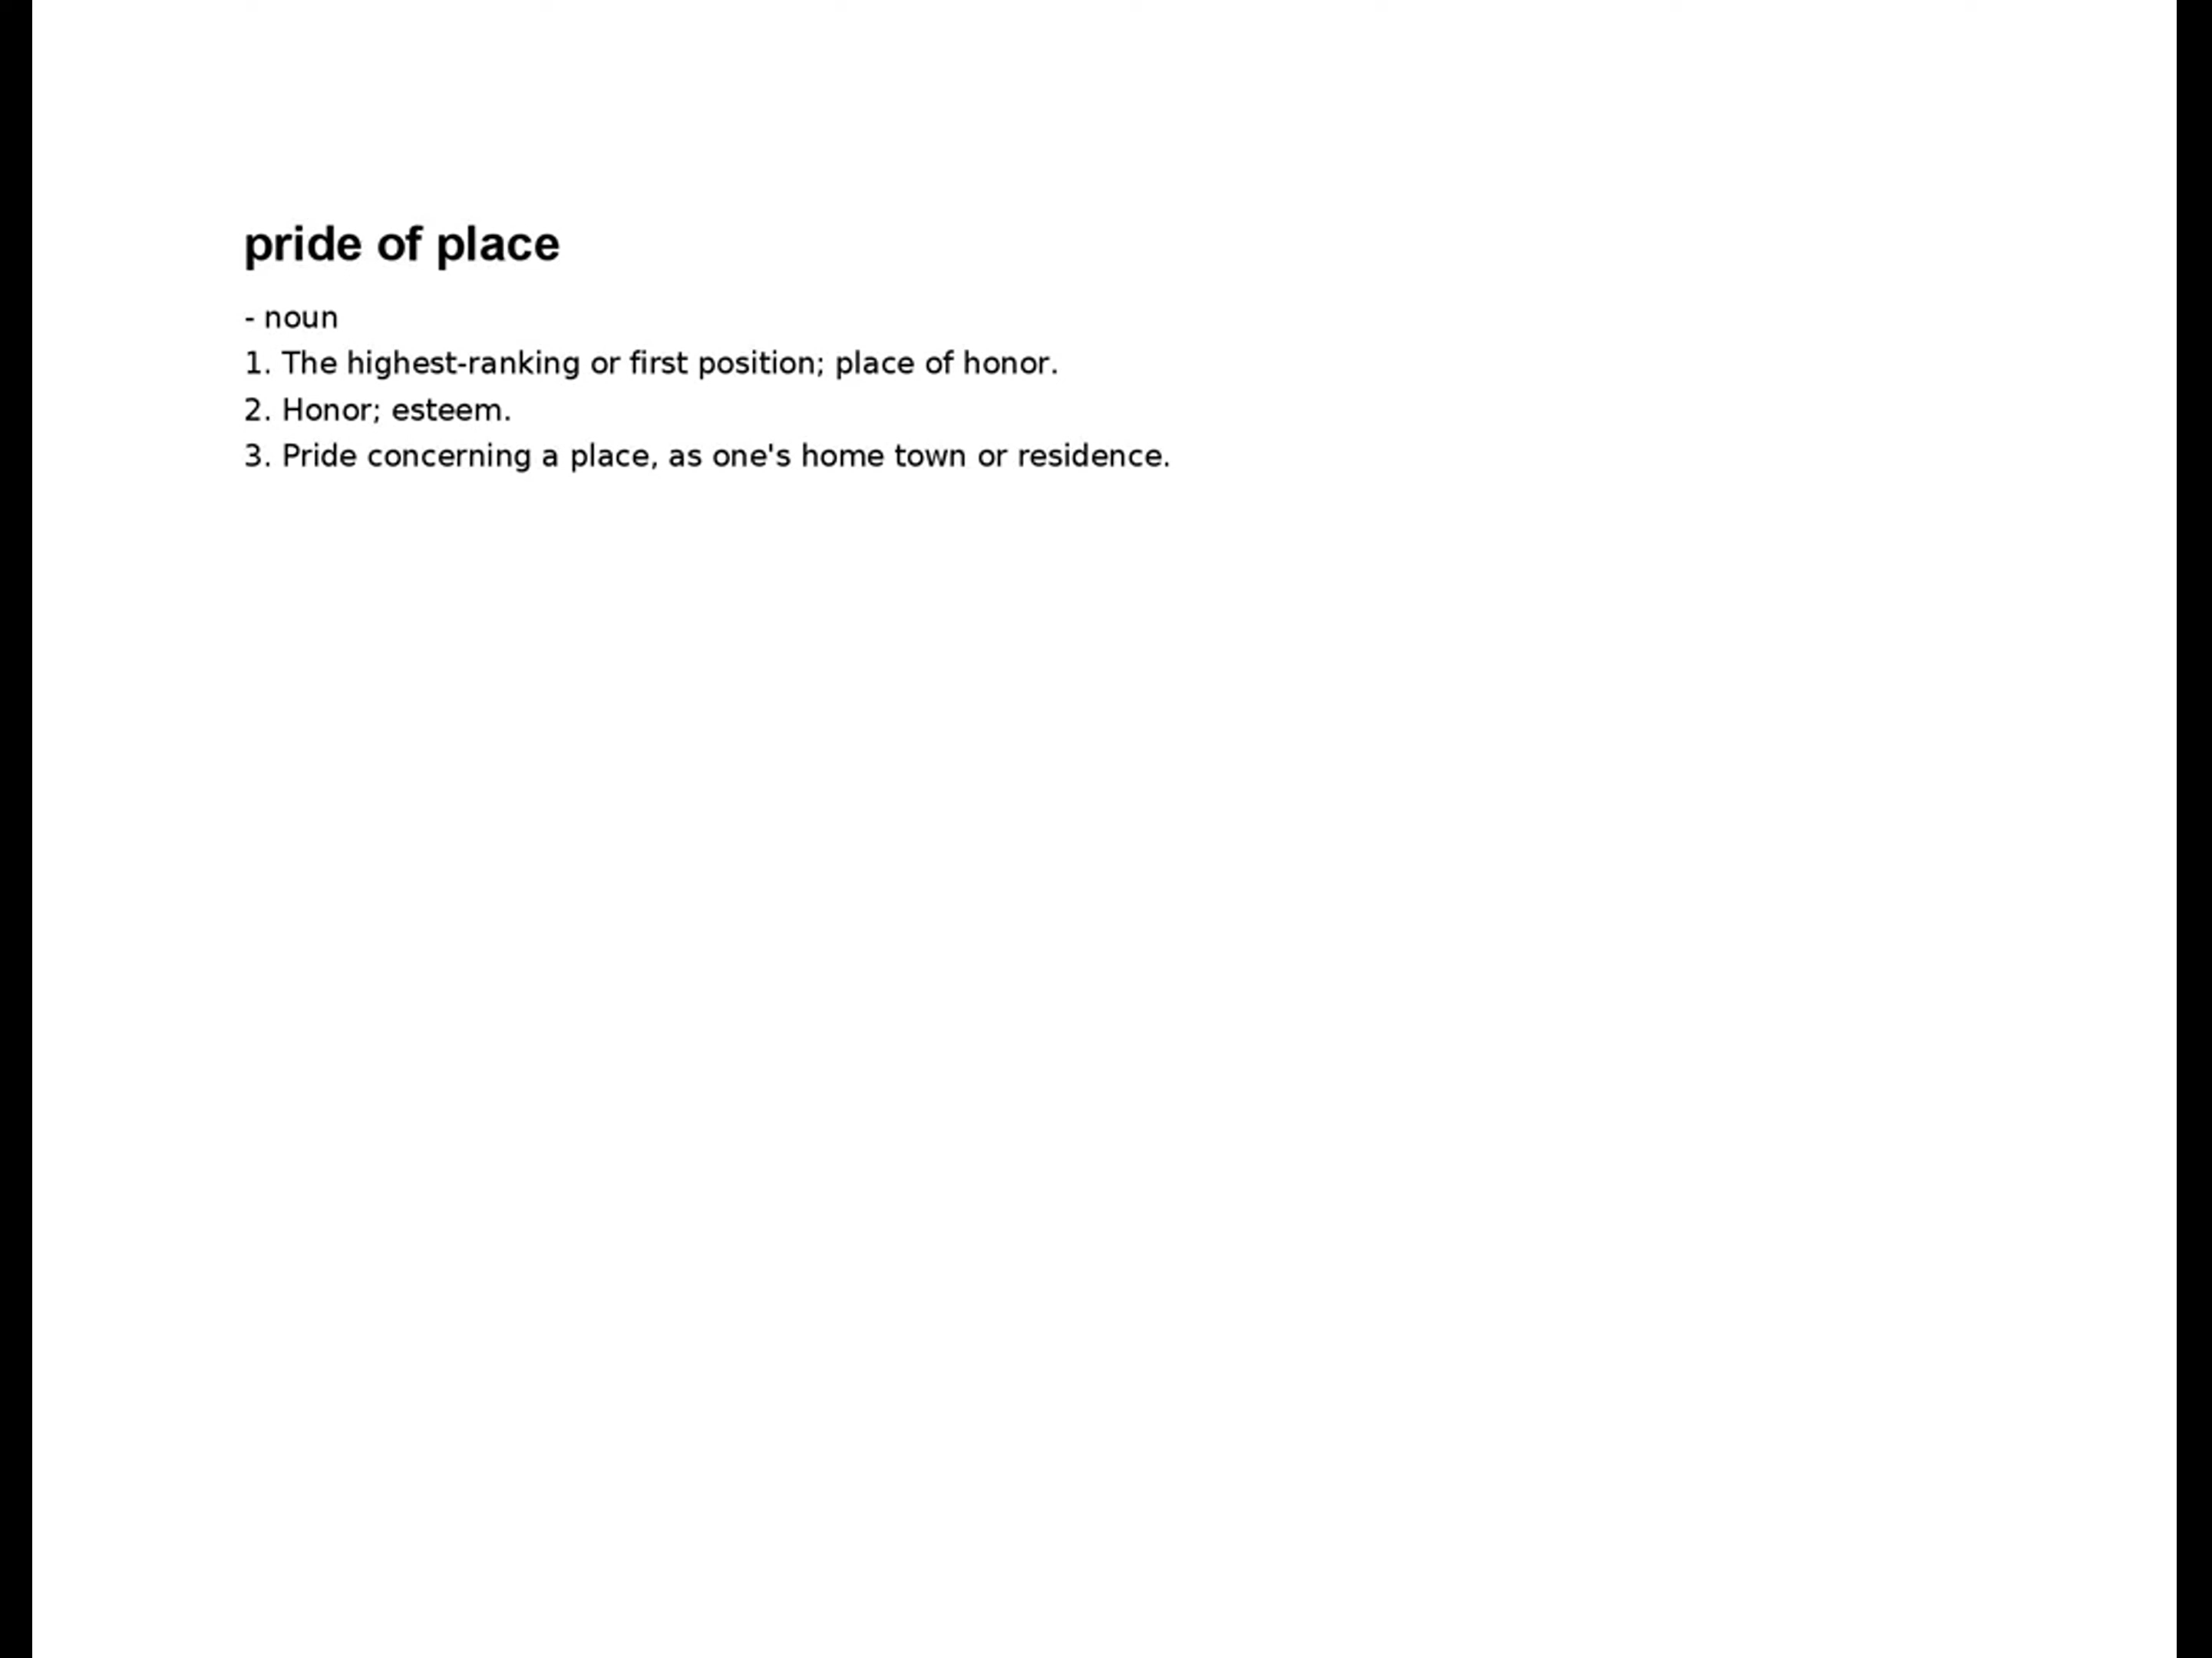 pride of place
- noun
1. The highest-ranking or first position; place of honor.
2. Honor; esteem.
3. Pride concerning a place, as one's home town or residence.